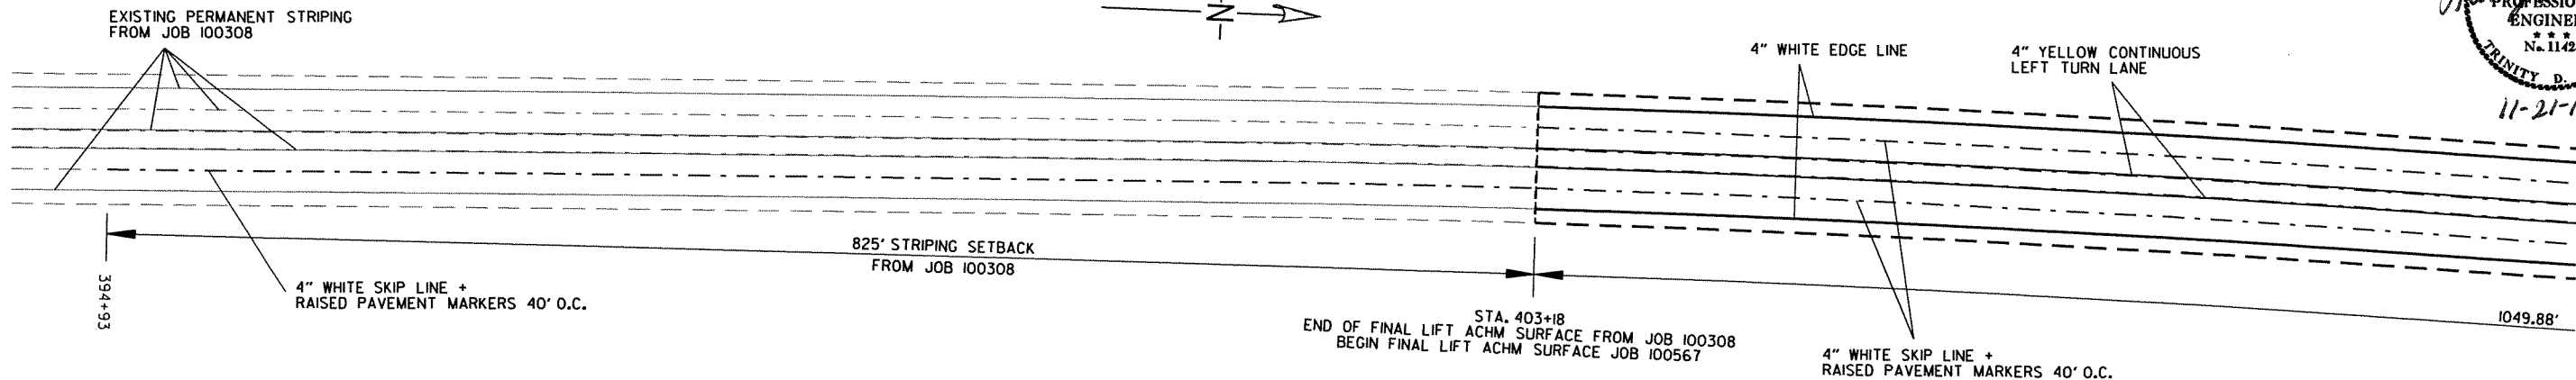 EXISTING PERMANENT STRIPING
FROM JOB 100308
N
4" WHITE EDGE LINE
4" YELLOW CONTINUOUS
LEFT TURN LANE
ENGINEER
* * *
TRINITY D.
825' STRIPING SETBACK
FROM JOB 100308
394+93
4" WHITE SKIP LINE +
RAISED PAVEMENT MARKERS 40' O.C.
STA. 403+18
END OF FINAL LIFT ACHM SURFACE FROM JOB 100308
BEGIN FINAL LIFT ACHM SURFACE JOB 100567
4" WHITE SKIP LINE +
RAISED PAVEMENT MARKERS 40' O.C.
1049.88'